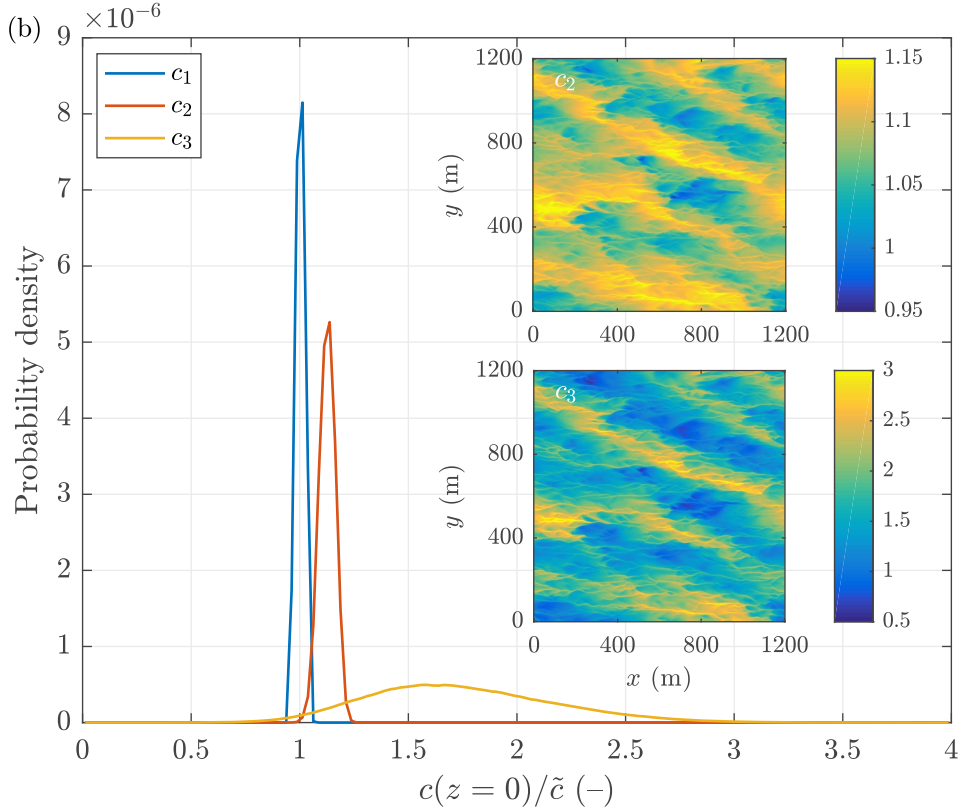 (b)
×10⁻⁶
9
8
7
6
5
4
3
2
1
0
Probability density
c₁
c₂
c₃
c₂
1200
800
400
0
y (m)
0 400 800 1200
1.15
1.11
1.05
1
0.95
c₃
1200
800
400
0
y (m)
0 400 800 1200
x (m)
3
2.5
2
1.5
1
0.5
0 0.5 1 1.5 2 2.5 3 3.5 4
c(z = 0)/c̃ (–)